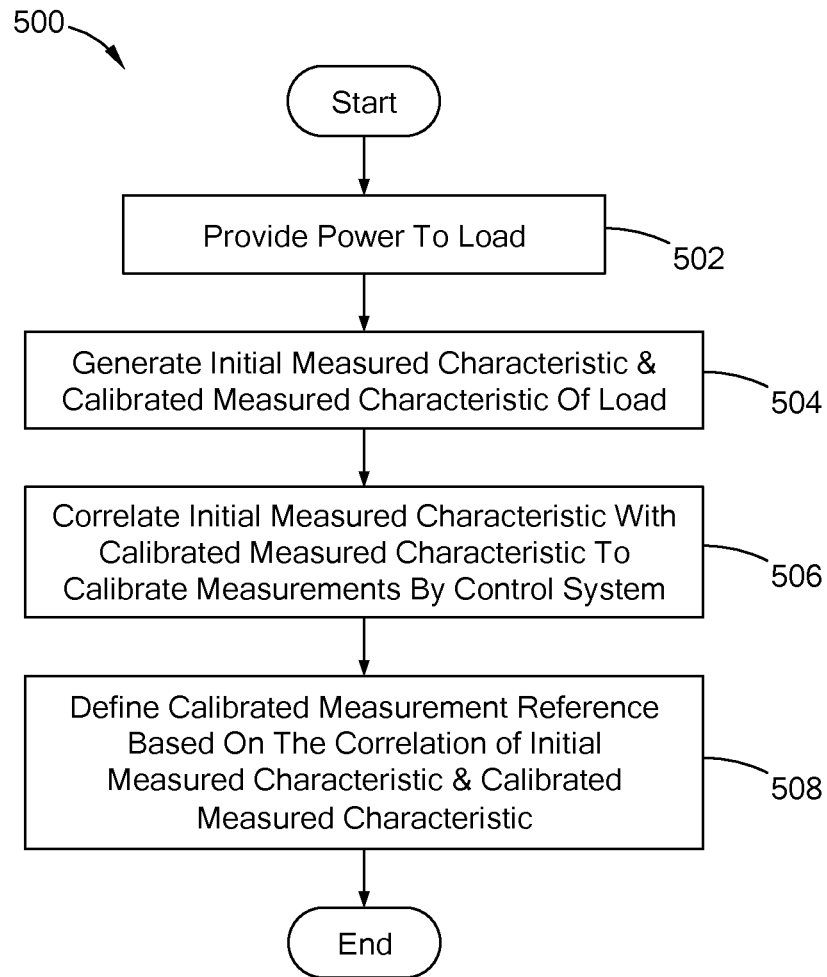 500
Start
Provide Power To Load
502
Generate Initial Measured Characteristic &
Calibrated Measured Characteristic Of Load
504
Correlate Initial Measured Characteristic With
Calibrated Measured Characteristic To
Calibrate Measurements By Control System
506
Define Calibrated Measurement Reference
Based On The Correlation of Initial
Measured Characteristic & Calibrated
Measured Characteristic
508
End